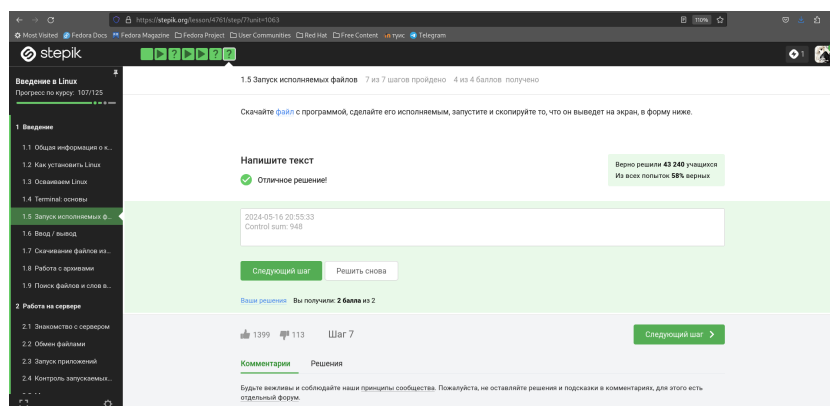 https://stepik.org/lesson/4761/step/7?unit=1063
110%
Most Visited
Fedora Docs
Fedora Magazine
Fedora Project
User Communities
Red Hat
Free Content
Telegram
stepik
1
Введение в Linux
Прогресс по курсу: 107/125
1 Введение
1.1 Общая информация о к...
1.2 Как установить Linux
1.3 Осваиваем Linux
1.4 Terminal: основы
1.5 Запуск исполняемых ф...
1.6 Ввод / вывод
1.7 Скачивание файлов из...
1.8 Работа с архивами
1.9 Поиск файлов и слов в...
2 Работа на сервере
2.1 Знакомство с сервером
2.2 Обмен файлами
2.3 Запуск приложений
2.4 Контроль запускаемых...
1.5 Запуск исполняемых файлов 7 из 7 шагов пройдено 4 из 4 баллов получено
Скачайте файл с программой, сделайте его исполняемым, запустите и скопируйте то, что он выведет на экран, в форму ниже.
Напишите текст
Отличное решение!
Верно решили 43 240 учащихся
Из всех попыток 58% верных
2024-05-16 20:55:33
Control sum: 948
Следующий шаг
Решить снова
Ваши решения Вы получили: 2 балла из 2
1399 113 Шаг 7
Следующий шаг
Комментарии Решения
Будьте вежливы и соблюдайте наши принципы сообщества. Пожалуйста, не оставляйте решения и подсказки в комментариях, для этого есть
отдельный форум.